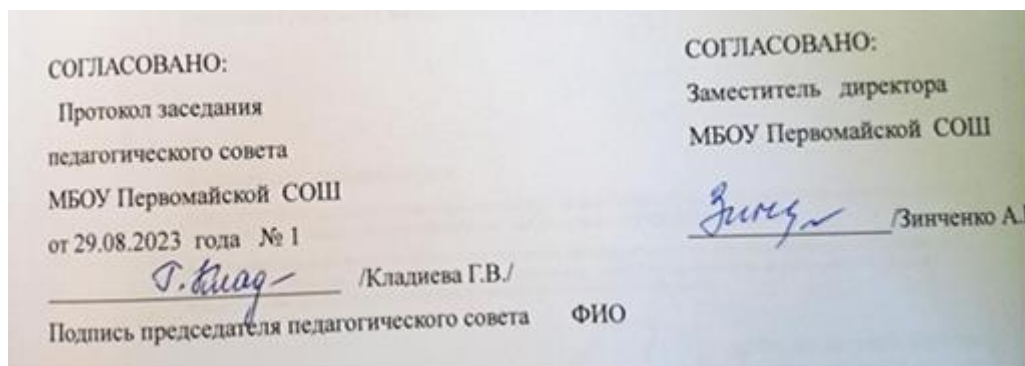 СОГЛАСОВАНО:
Протокол заседания
педагогического совета
МБОУ Первомайской СОШ
от 29.08.2023 года № 1
Г. Клад /Кладиева Г.В./
Подпись председателя педагогического совета ФИО
СОГЛАСОВАНО:
Заместитель директора
МБОУ Первомайской СОШ
/Зинченко А.